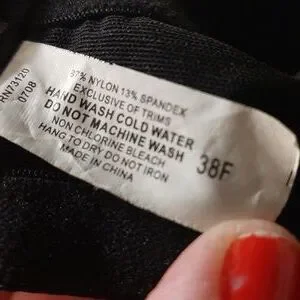 RN73120
0708
87% NYLON 13% SPANDEX
EXCLUSIVE OF TRIMS
HAND WASH COLD WATER
DO NOT MACHINE WASH
NON CHLORINE BLEACH
HANG TO DRY DO NOT IRON
MADE IN CHINA
38F